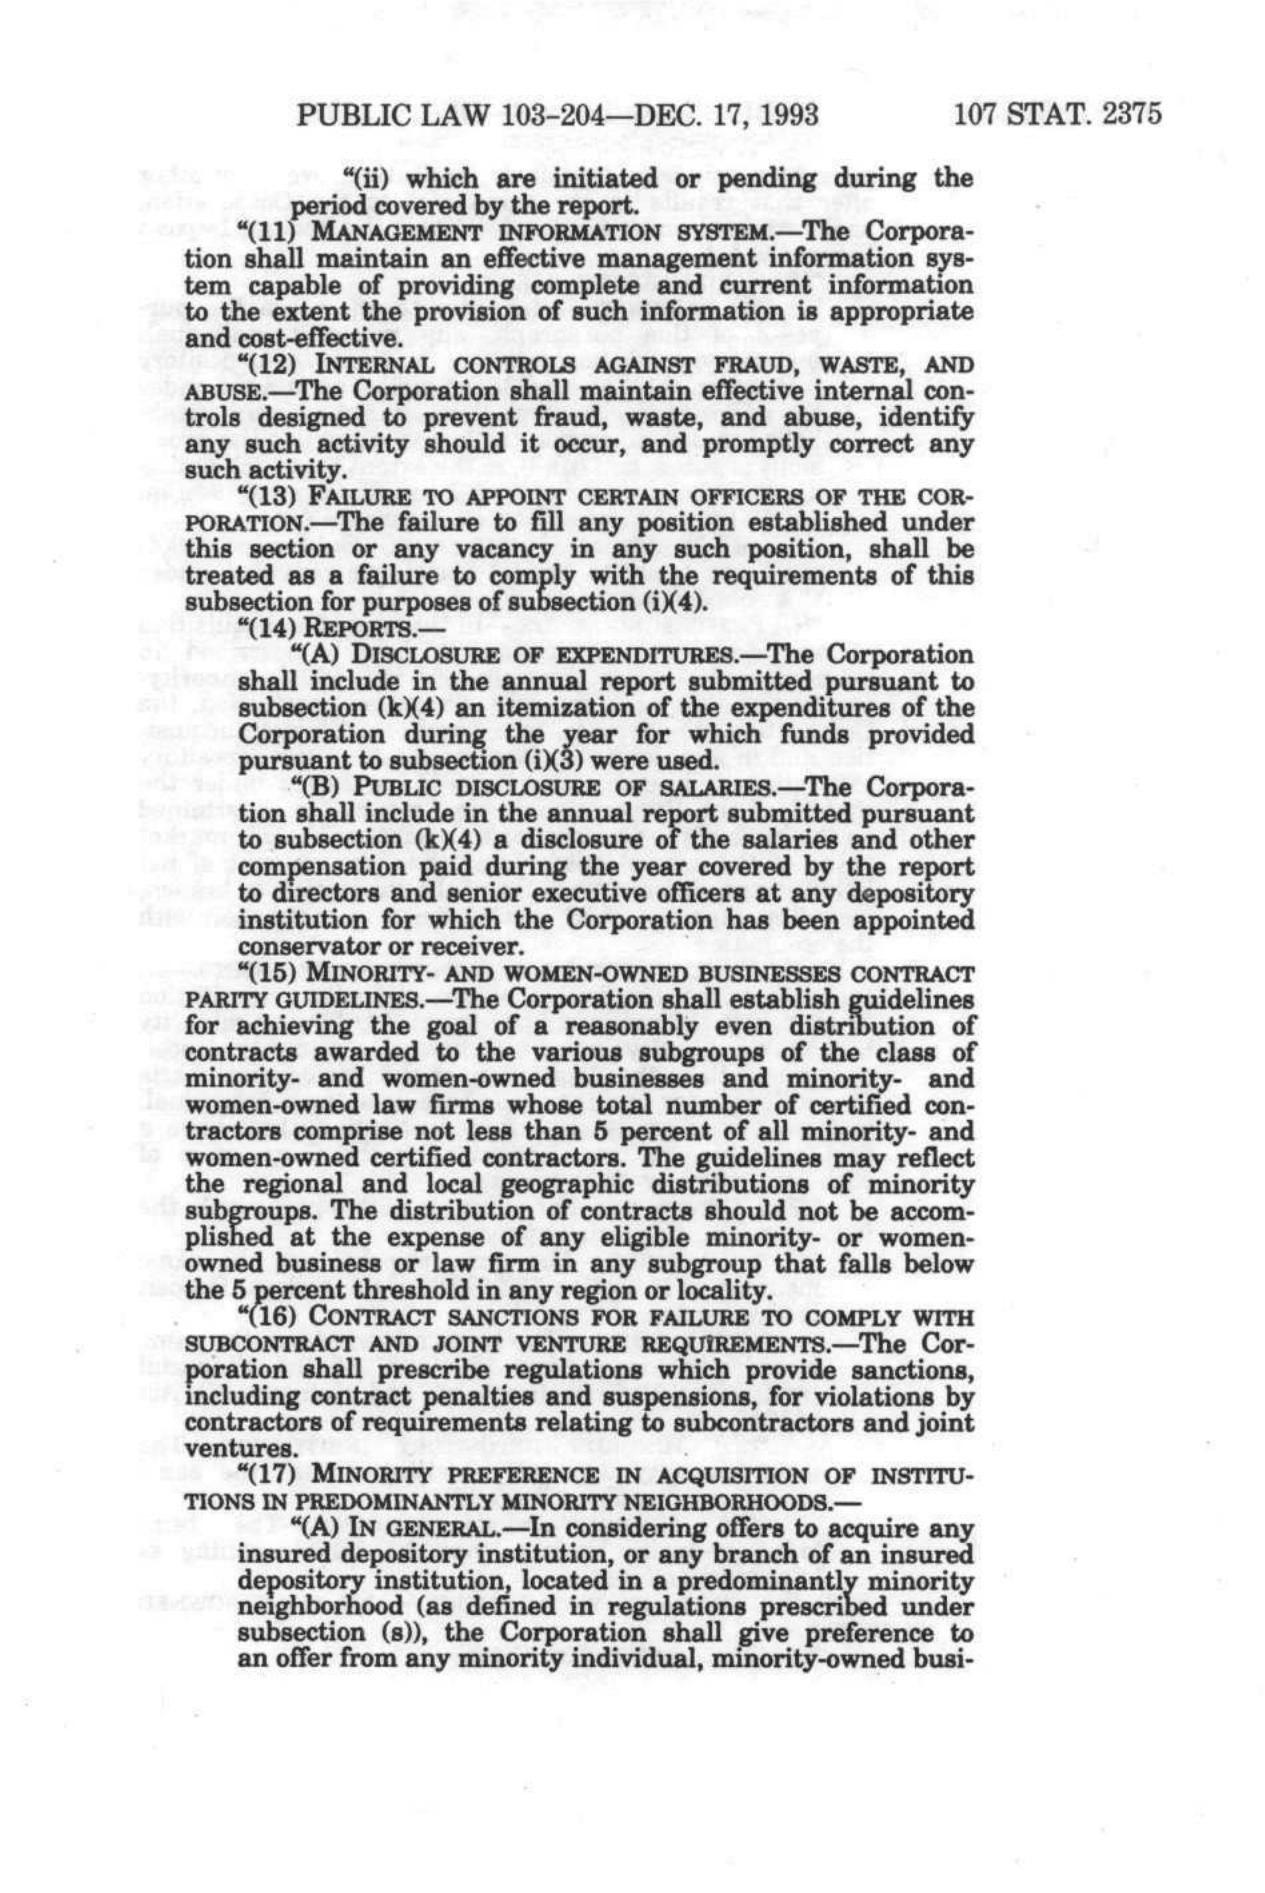 PUBLIC LAW 103-204—DEC. 17, 1993 107 STAT. 2375
"(ii) which are initiated or pending during the
period covered by the report.
"(11) MANAGEMENT INFORMATION SYSTEM.—The Corpora-
tion shall maintain an effective management information sys-
tem capable of providing complete and current information
to the extent the provision of such information is appropriate
and cost-effective.
"(12) INTERNAL CONTROLS AGAINST FRAUD, WASTE, AND
ABUSE.—The Corporation shall maintain effective internal con-
trols designed to prevent fraud, waste, and abuse, identify
any such activity should it occur, and promptly correct any
such activity.
"(13) FAILURE TO APPOINT CERTAIN OFFICERS OF THE COR-
PORATION.—The failure to fill any position established under
this section or any vacancy in any such position, shall be
treated as a failure to comply with the requirements of this
subsection for purposes of subsection (i)(4).
"(14) REPORTS.—
"(A) DISCLOSURE OF EXPENDITURES.—The Corporation
shall include in the annual report submitted pursuant to
subsection (k)(4) an itemization of the expenditures of the
Corporation during the year for which funds provided
pursuant to subsection (i)(3) were used.
"(B) PUBLIC DISCLOSURE OF SALARIES.—The Corpora-
tion shall include in the annual report submitted pursuant
to subsection (k)(4) a disclosure of the salaries and other
compensation paid during the year covered by the report
to directors and senior executive officers at any depository
institution for which the Corporation has been appointed
conservator or receiver.
"(15) MINORITY- AND WOMEN-OWNED BUSINESSES CONTRACT
PARITY GUIDELINES.—The Corporation shall establish guidelines
for achieving the goal of a reasonably even distribution of
contracts awarded to the various subgroups of the class of
minority- and women-owned businesses and minority- and
women-owned law firms whose total number of certified con-
tractors comprise not less than 5 percent of all minority- and
women-owned certified contractors. The guidelines may reflect
the regional and local geographic distributions of minority
subgroups. The distribution of contracts should not be accom-
plished at the expense of any eligible minority- or women-
owned business or law firm in any subgroup that falls below
the 5 percent threshold in any region or locality.
"(16) CONTRACT SANCTIONS FOR FAILURE TO COMPLY WITH
SUBCONTRACT AND JOINT VENTURE REQUIREMENTS.—The Cor-
poration shall prescribe regulations which provide sanctions,
including contract penalties and suspensions, for violations by
contractors of requirements relating to subcontractors and joint
ventures.
"(17) MINORITY PREFERENCE IN ACQUISITION OF INSTITU-
TIONS IN PREDOMINANTLY MINORITY NEIGHBORHOODS.—
"(A) IN GENERAL.—In considering offers to acquire any
insured depository institution, or any branch of an insured
depository institution, located in a predominantly minority
neighborhood (as defined in regulations prescribed under
subsection (s)), the Corporation shall give preference to
an offer from any minority individual, minority-owned busi-